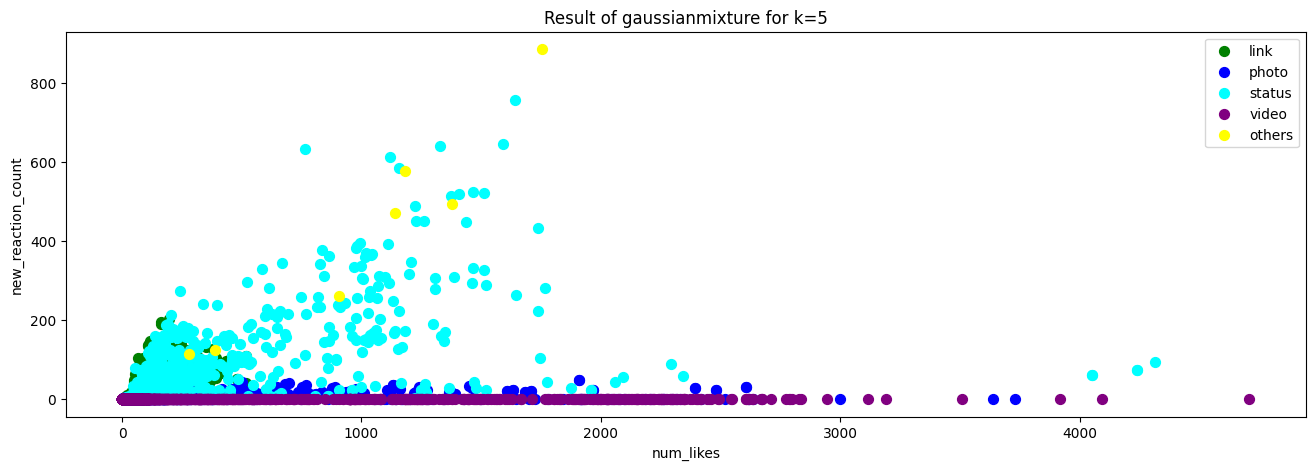 Result of gaussianmixture for k=5
new_reaction_count
800
600
400
200
0
link
photo
status
video
others
0 1000 2000 3000 4000
num_likes